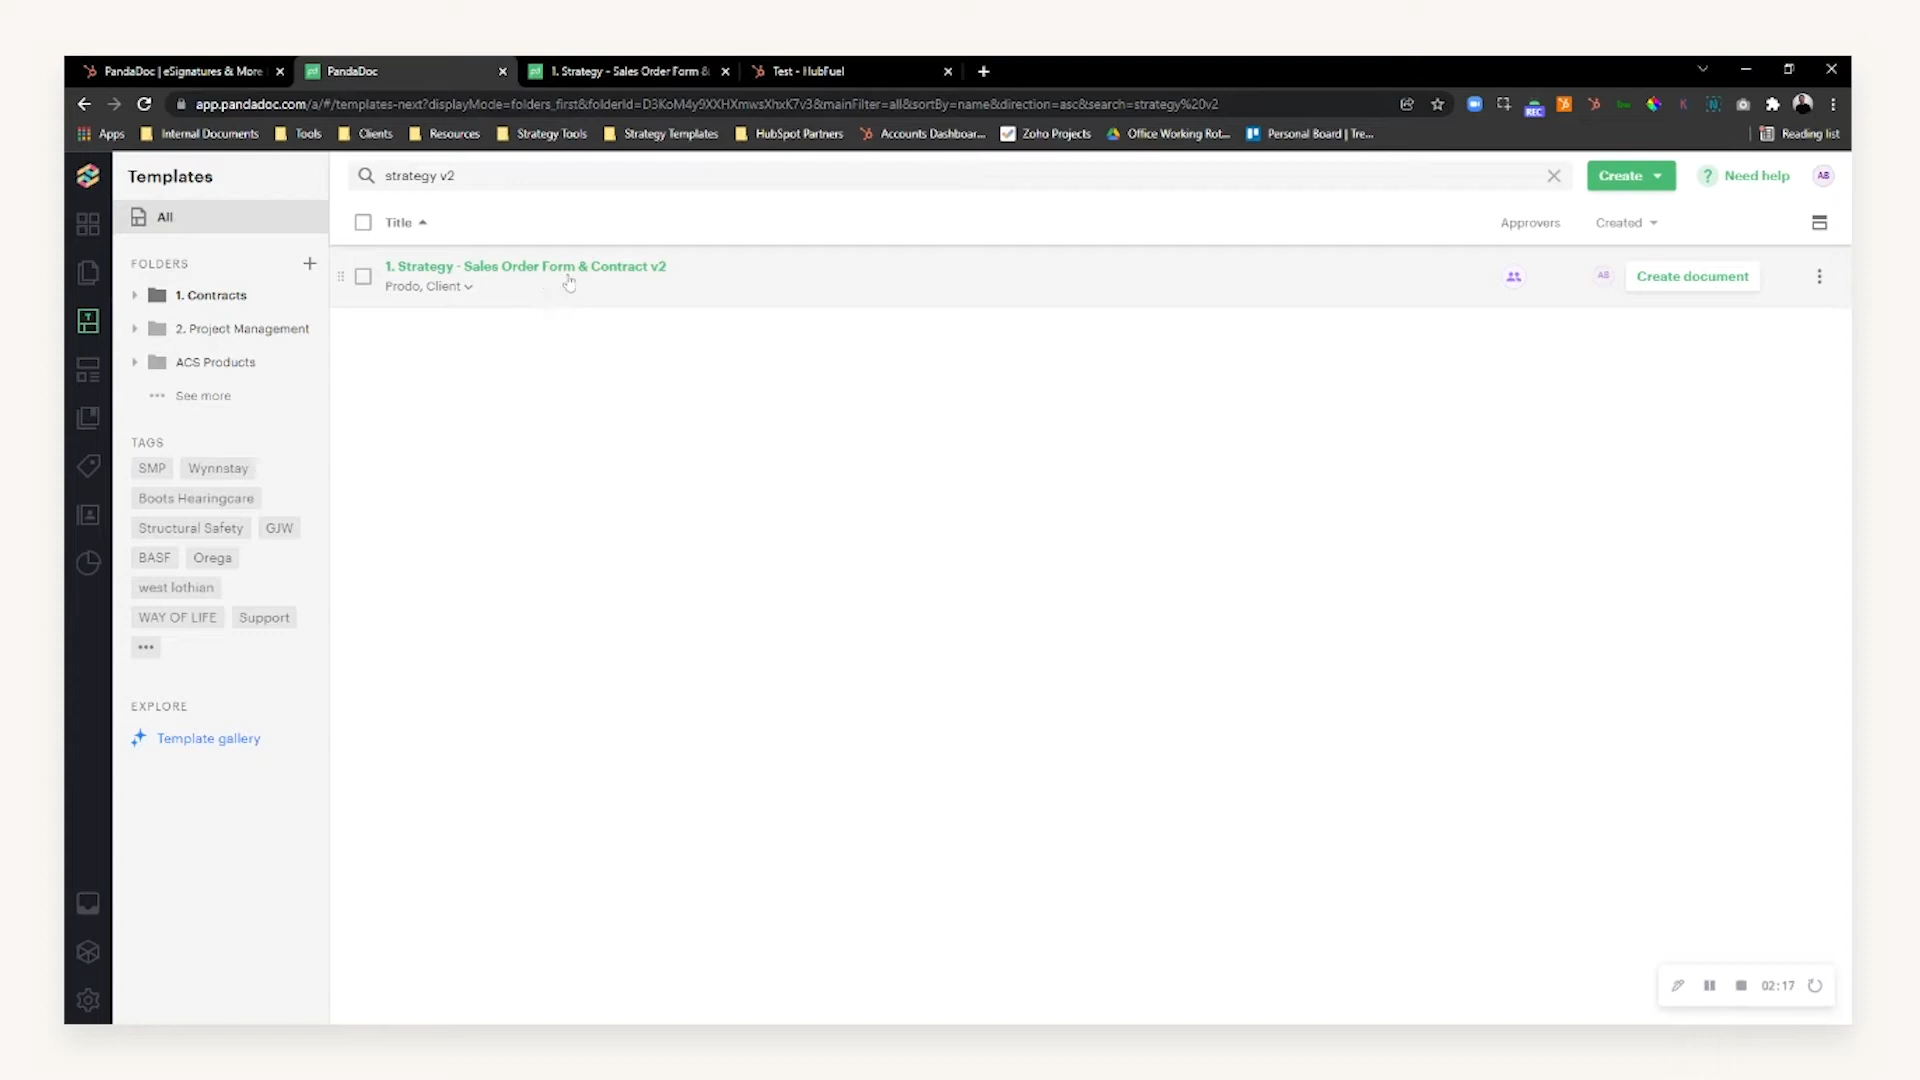 PandaDoc | eSignatures & More
PandaDoc
1. Strategy - Sales Order Form &
Test - HubFuel
app.pandadoc.com/a/#/templates-next?displayMode=folders_first&folderId=D3KoM4y9XXHXmwsXhxK7v3&mainFilter=all&sortBy=name&direction=asc&search=strategy%20v2
REC
Apps
Internal Documents
Tools
Clients
Resources
Strategy Tools
Strategy Templates
HubSpot Partners
Accounts Dashboar...
Zoho Projects
Office Working Rot...
Personal Board | Tre...
Reading list
Templates
strategy v2
Create
? Need help
AB
All
Title
Approvers
Created
FOLDERS
1. Contracts
2. Project Management
ACS Products
See more
1. Strategy - Sales Order Form & Contract v2
Prodo, Client
AB
Create document
TAGS
SMP
Wynnstay
Boots Hearingcare
Structural Safety
GJW
BASF
Orega
west lothian
WAY OF LIFE
Support
EXPLORE
Template gallery
02:17